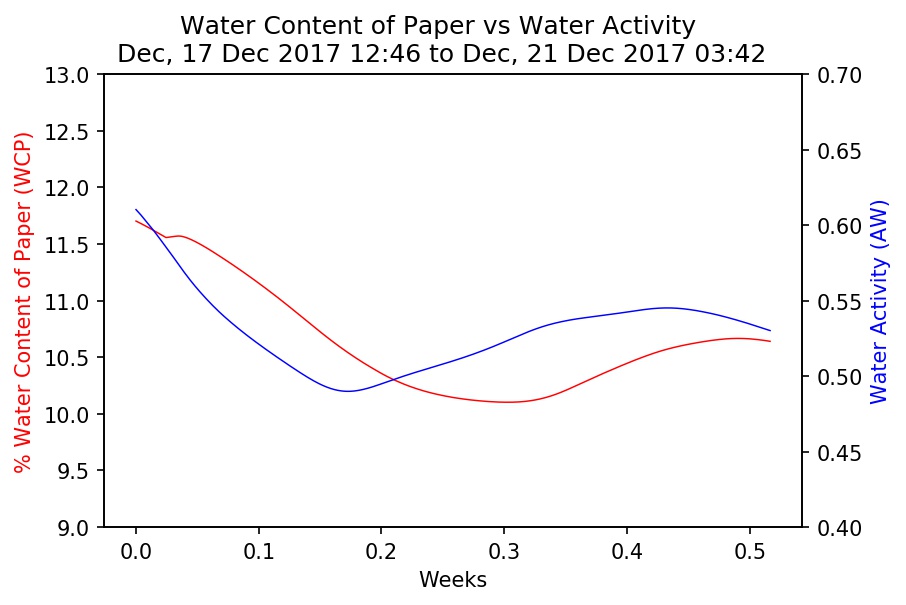 Water Content of Paper vs Water Activity
Dec, 17 Dec 2017 12:46 to Dec, 21 Dec 2017 03:42
% Water Content of Paper (WCP)
13.0
12.5
12.0
11.5
11.0
10.5
10.0
9.5
9.0
0.70
0.65
0.60
0.55
0.50
0.45
0.40
Water Activity (AW)
0.0 0.1 0.2 0.3 0.4 0.5
Weeks